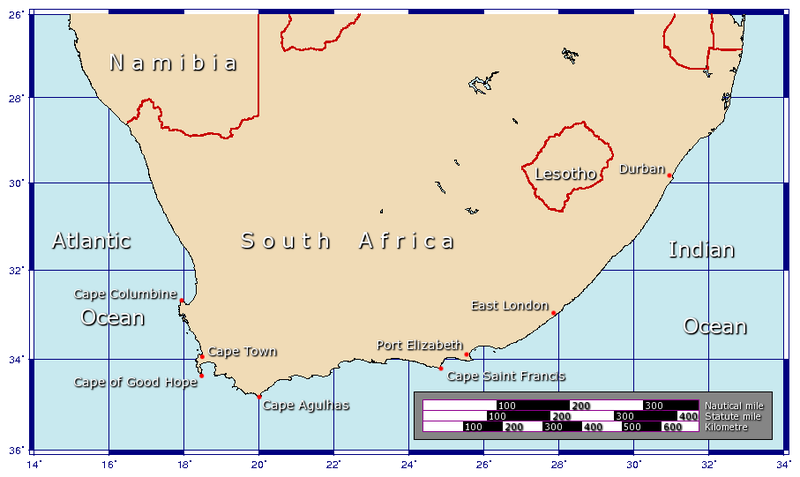 26°
Namibia
28°
Lesotho
Durban
30°
Atlantic
South Africa
Indian
32°
Cape Columbine
East London
Ocean
Ocean
Port Elizabeth
Cape Town
34°
Cape of Good Hope
Cape Saint Francis
Cape Agulhas
100 200 300 Nautical mile
100 200 300 400 Statute mile
100 200 300 400 500 600 Kilometre
36°
14° 16° 18° 20° 22° 24° 26° 28° 30° 32° 34°